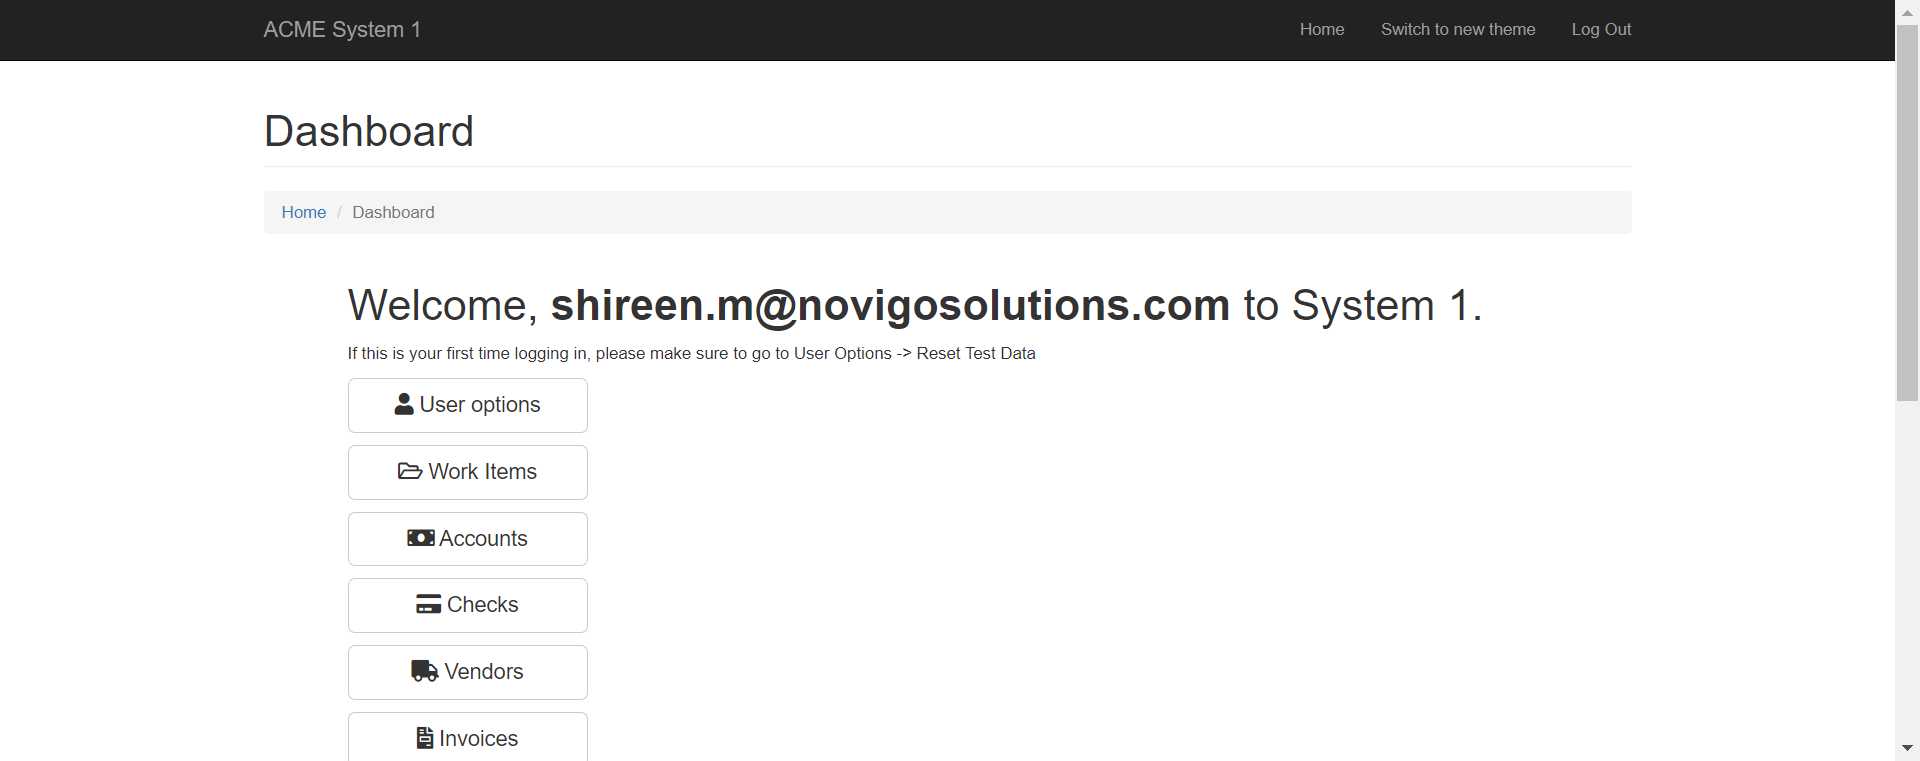 ACME System 1
Home
Switch to new theme
Log Out
Dashboard
Home / Dashboard
Welcome, shireen.m@novigosolutions.com to System 1.
If this is your first time logging in, please make sure to go to User Options -> Reset Test Data
User options
Work Items
Accounts
Checks
Vendors
Invoices